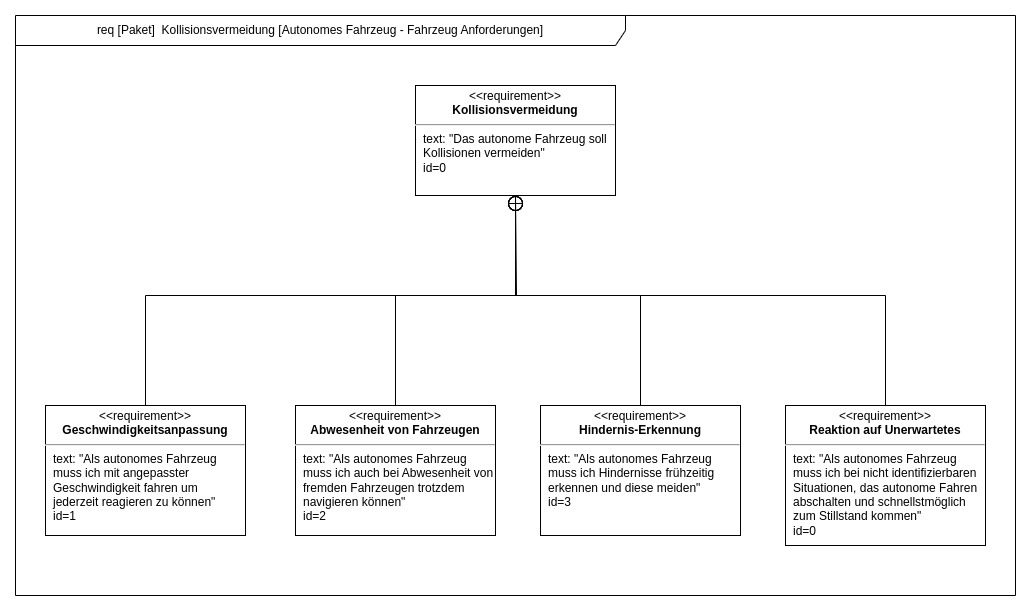 req [Paket]  Kollisionsvermeidung [Autonomes Fahrzeug - Fahrzeug Anforderungen]
<<requirement>>
Kollisionsvermeidung
text: "Das autonome Fahrzeug soll
Kollisionen vermeiden"
id=0
<<requirement>>
Geschwindigkeitsanpassung
text: "Als autonomes Fahrzeug
muss ich mit angepasster
Geschwindigkeit fahren um
jederzeit reagieren zu können"
id=1
<<requirement>>
Abwesenheit von Fahrzeugen
text: "Als autonomes Fahrzeug
muss ich auch bei Abwesenheit von
fremden Fahrzeugen trotzdem
navigieren können"
id=2
<<requirement>>
Hindernis-Erkennung
text: "Als autonomes Fahrzeug
muss ich Hindernisse frühzeitig
erkennen und diese meiden"
id=3
<<requirement>>
Reaktion auf Unerwartetes
text: "Als autonomes Fahrzeug
muss ich bei nicht identifizierbaren
Situationen, das autonome Fahren
abschalten und schnellstmöglich
zum Stillstand kommen"
id=0